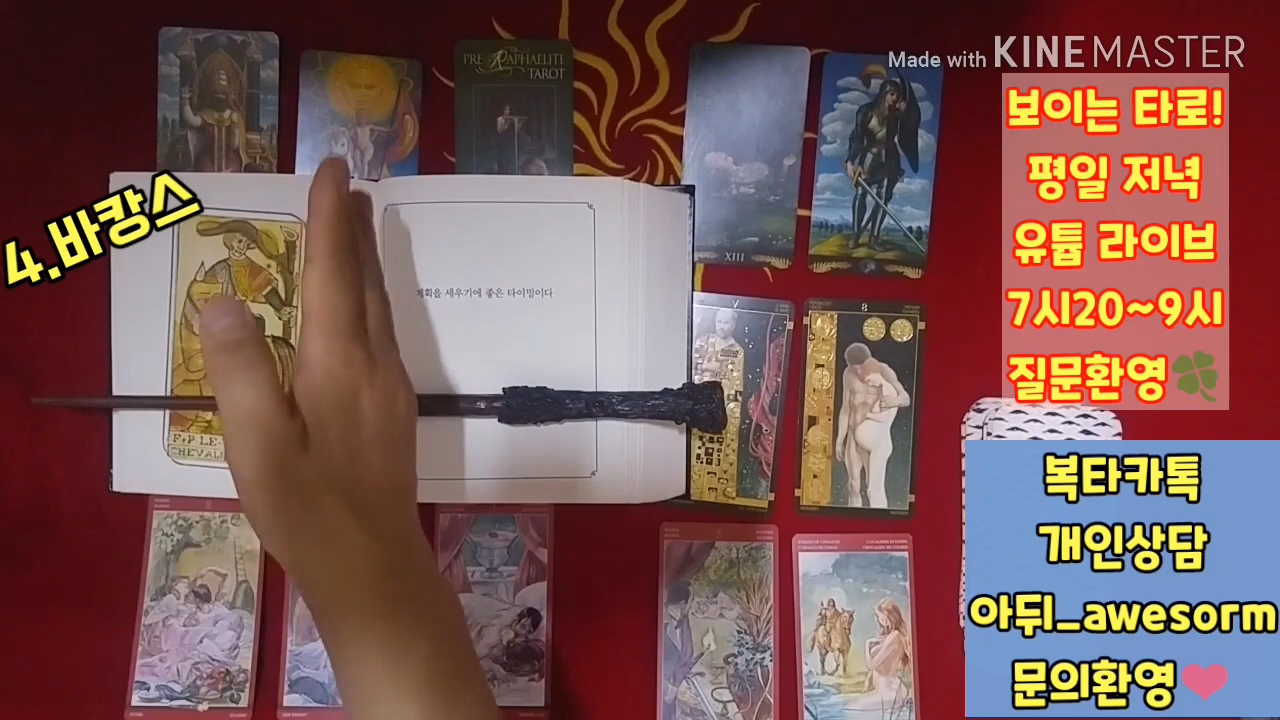 Made with KINEMASTER
보이는 타로!
평일 저녁
유튭 라이브
7시20~9시
질문환영
4.바캉스
PRE RAPHAELITE
TAROT
XIII
계획을 세우기에 좋은 타이밍이다
V
8
복타카톡
개인상담
아뒤_awesorm
문의환영